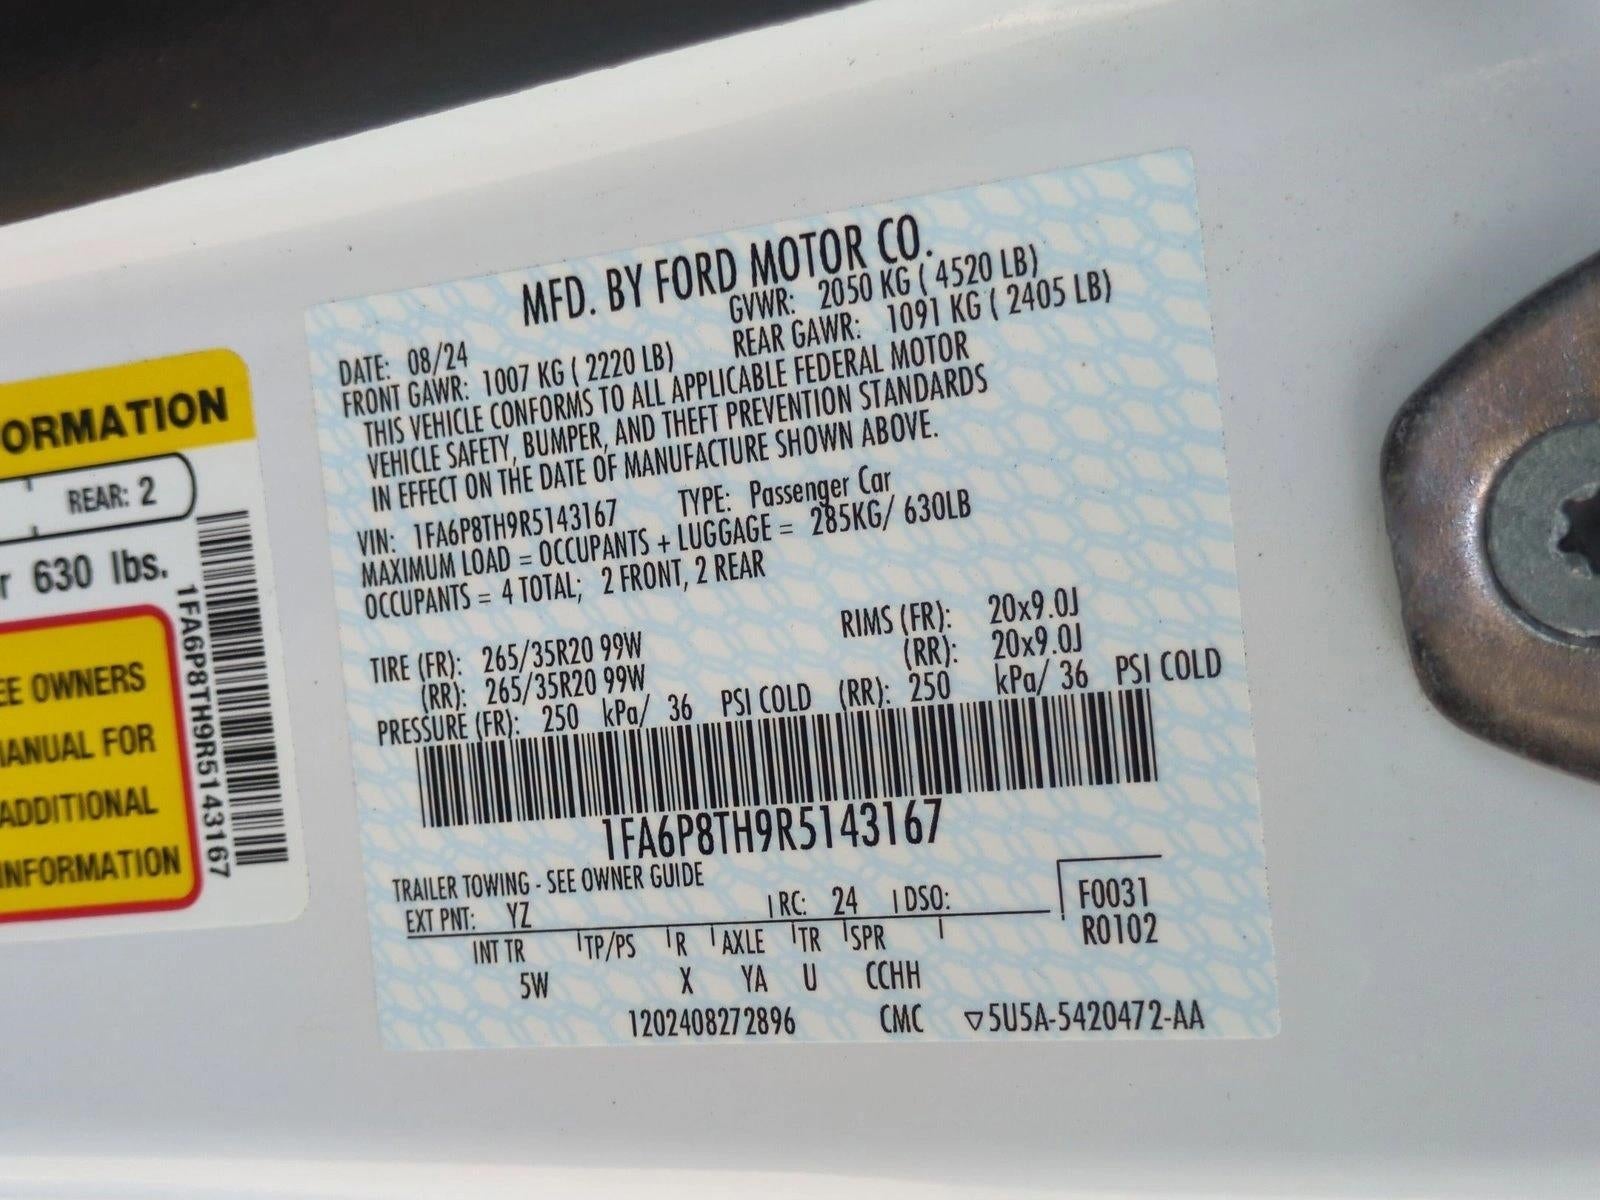 ORMATION
REAR: 2
630 lbs.
OWNERS
FOR
ADDITIONAL
INFORMATION
1FA6P8TH9R5143167
MFD. BY FORD MOTOR CO.
DATE: 08/24 GVWR: 2050 KG ( 4520 LB)
FRONT GAWR: 1007 KG ( 2220 LB) REAR GAWR: 1091 KG ( 2405 LB)
THIS VEHICLE CONFORMS TO ALL APPLICABLE FEDERAL MOTOR
VEHICLE SAFETY, BUMPER, AND THEFT PREVENTION STANDARDS
IN EFFECT ON THE DATE OF MANUFACTURE SHOWN ABOVE.
VIN: 1FA6P8TH9R5143167 TYPE: Passenger Car
MAXIMUM LOAD = OCCUPANTS + LUGGAGE = 285KG/ 630LB
OCCUPANTS = 4 TOTAL; 2 FRONT, 2 REAR
TIRE (FR): 265/35R20 99W RIMS (FR): 20x9.0J
(RR): 265/35R20 99W (RR): 20x9.0J
PRESSURE (FR): 250 kPa/ 36 PSI COLD (RR): 250 kPa/ 36 PSI COLD
1FA6P8TH9R5143167
TRAILER TOWING - SEE OWNER GUIDE
EXT PNT: YZ RC: 24 DSO: F0031
R0102
INT TR TP/PS R AXLE TR SPR
5W X YA U CCHH
1202408272896 CMC ▽5U5A-5420472-AA